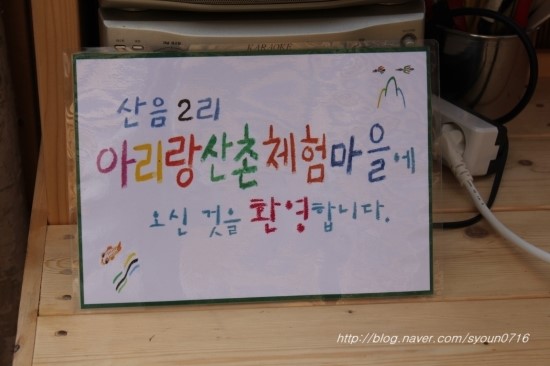 KARAOKE
산음 2리
아리랑산촌체험마을에
오신 것을 환영합니다.
http://blog.naver.com/syoun0716